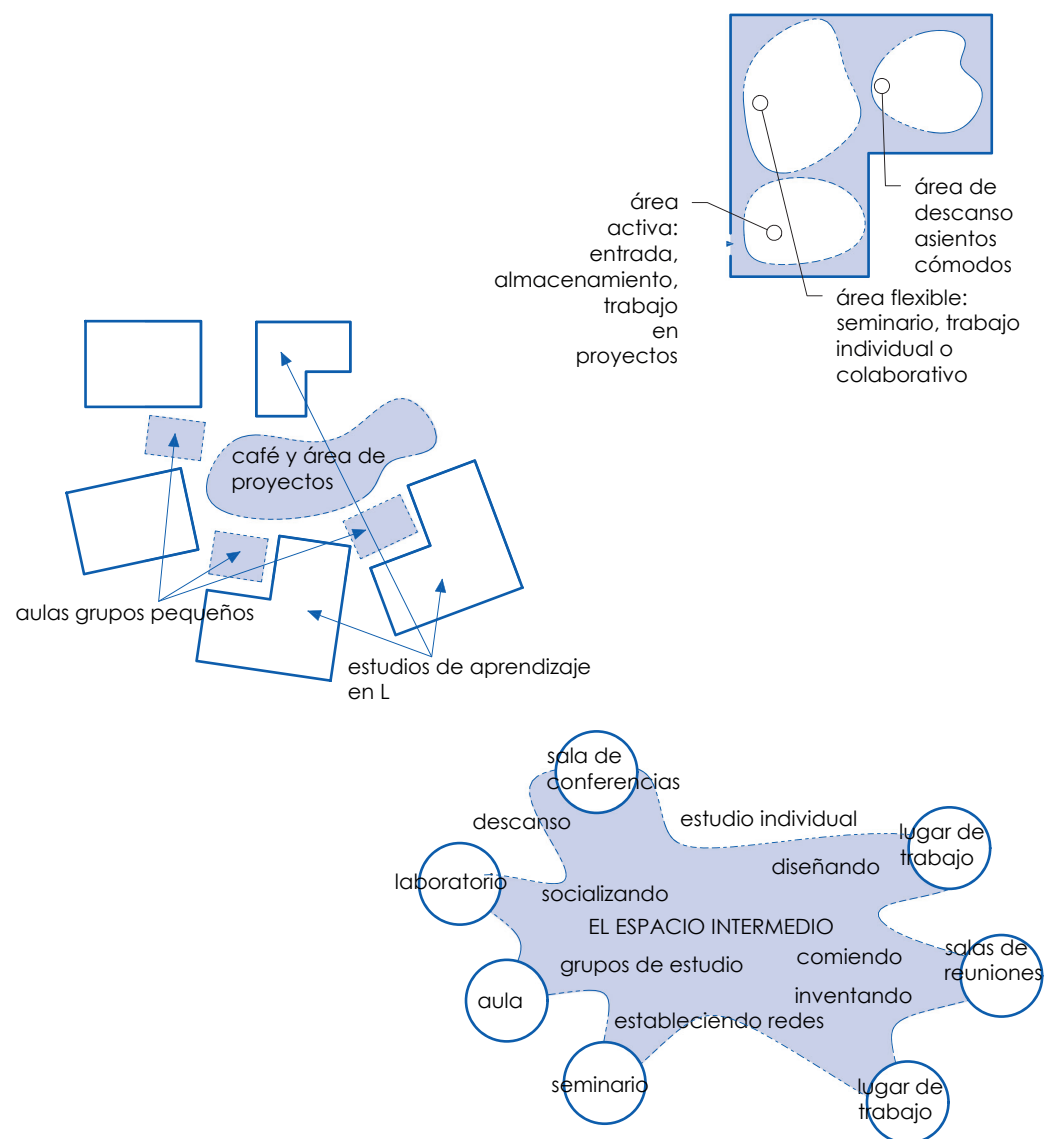 área
activa:
entrada,
almacenamiento,
trabajo
en
proyectos
área de
descanso
asientos
cómodos
área flexible:
seminario, trabajo
individual o
colaborativo
café y área de
proyectos
aulas grupos pequeños
estudios de aprendizaje
en L
sala de
conferencias
descanso
estudio individual
lugar de
trabajo
diseñando
laboratorio
socializando
EL ESPACIO INTERMEDIO
grupos de estudio
comiendo
salas de
reuniones
aula
inventando
estableciendo redes
seminario
lugar de
trabajo